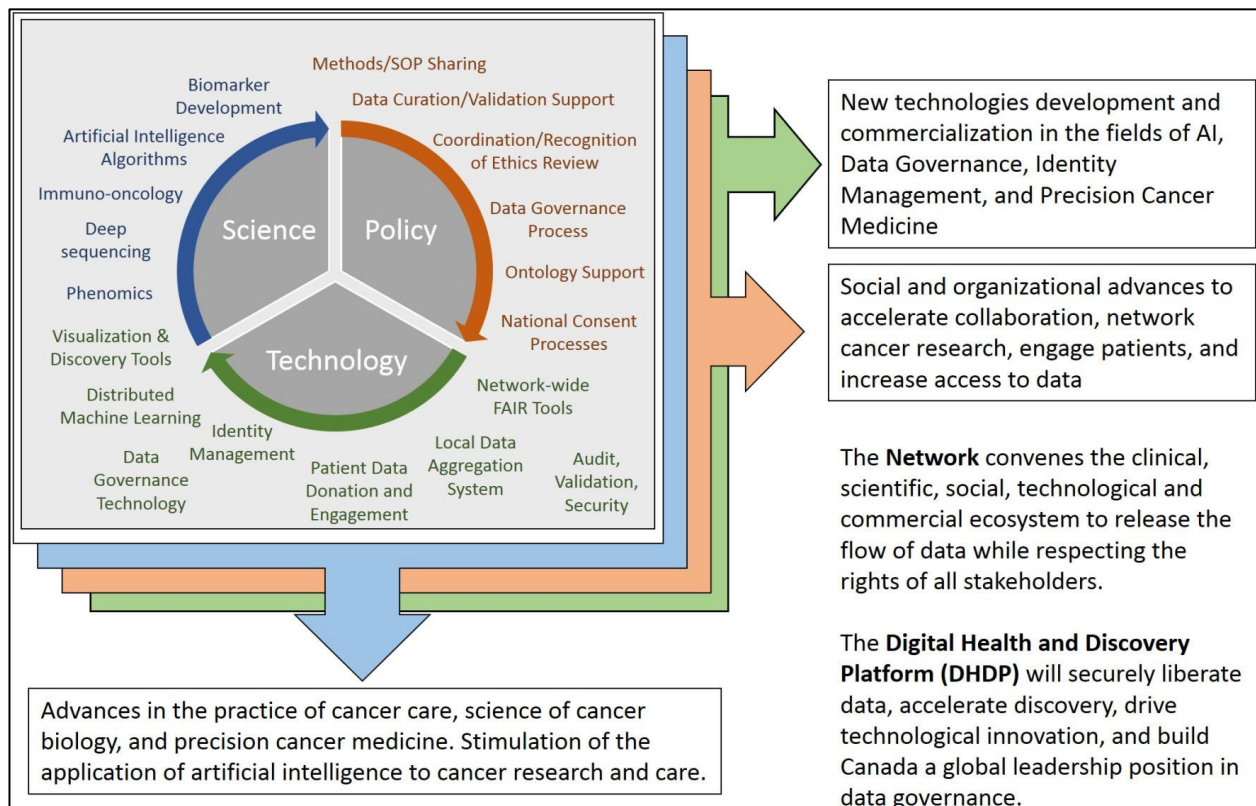 Methods/SOP Sharing
Biomarker
Development
Data Curation/Validation Support
Artificial Intelligence
Algorithms
Coordination/Recognition
of Ethics Review
Immuno-oncology
Data Governance
Process
Deep
sequencing
Science
Policy
Ontology Support
Phenomics
National Consent
Processes
Visualization &
Discovery Tools
Technology
Network-wide
FAIR Tools
Distributed
Machine Learning
Identity
Management
Local Data
Aggregation
System
Audit,
Validation,
Security
Data
Governance
Technology
Patient Data
Donation and
Engagement
New technologies development and
commercialization in the fields of AI,
Data Governance, Identity
Management, and Precision Cancer
Medicine
Social and organizational advances to
accelerate collaboration, network
cancer research, engage patients, and
increase access to data
The Network convenes the clinical,
scientific, social, technological and
commercial ecosystem to release the
flow of data while respecting the
rights of all stakeholders.
The Digital Health and Discovery
Platform (DHDP) will securely liberate
data, accelerate discovery, drive
technological innovation, and build
Canada a global leadership position in
data governance.
Advances in the practice of cancer care, science of cancer
biology, and precision cancer medicine. Stimulation of the
application of artificial intelligence to cancer research and care.